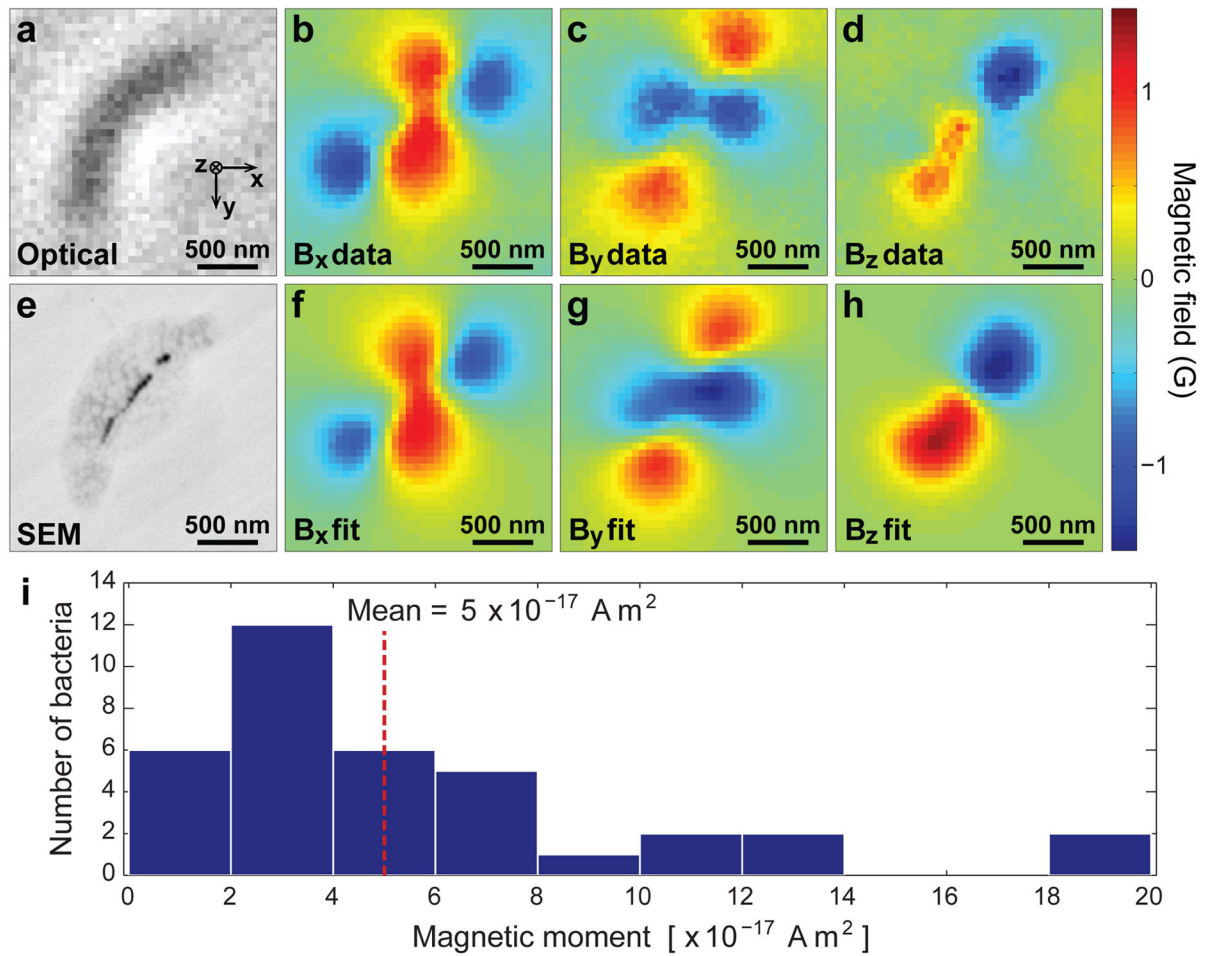 a
z
x
y
Optical
500 nm
b
Bx data
500 nm
c
By data
500 nm
d
Bz data
500 nm
e
SEM
500 nm
f
Bx fit
500 nm
g
By fit
500 nm
h
Bz fit
500 nm
1
0
−1
Magnetic field (G)
i
Mean = 5 x10⁻¹⁷ A m²
14
12
10
8
6
4
2
0
Number of bacteria
0 2 4 6 8 10 12 14 16 18 20
Magnetic moment [ x10⁻¹⁷ A m² ]